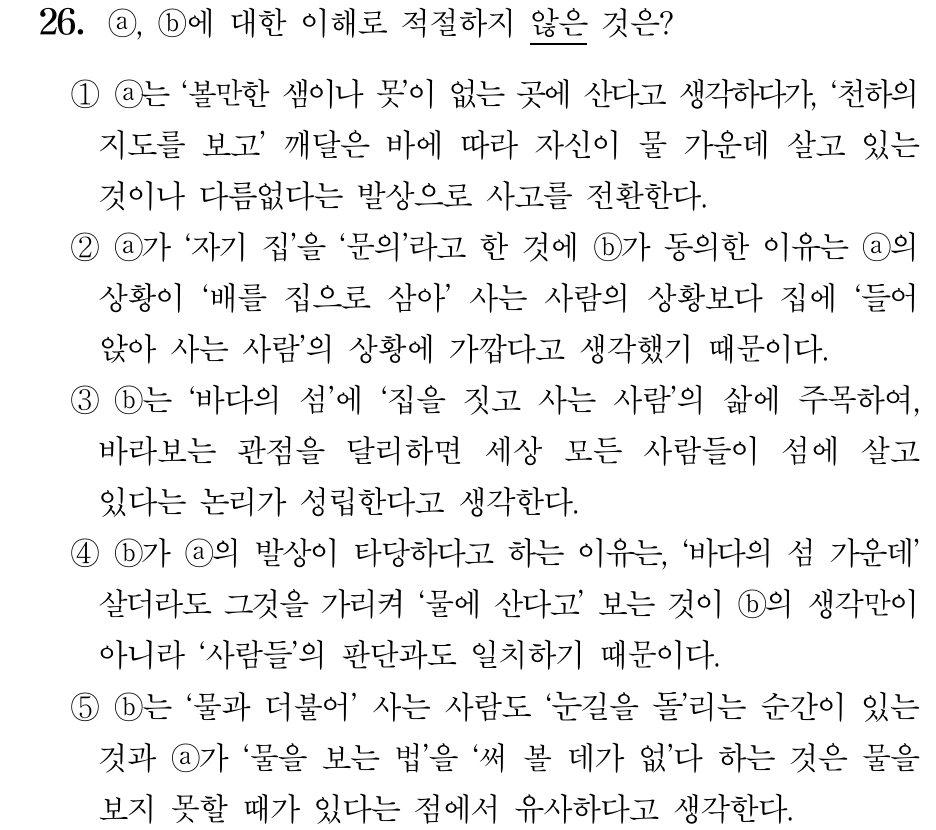 26. ⓐ, ⓑ에 대한 이해로 적절하지 않은 것은?
① ⓐ는 ‘볼만한 샘이나 못’이 없는 곳에 산다고 생각하다가, ‘천하의
지도를 보고’ 깨달은 바에 따라 자신이 물 가운데 살고 있는
것이나 다름없다는 발상으로 사고를 전환한다.
② ⓐ가 ‘자기 집’을 ‘문의’라고 한 것에 ⓑ가 동의한 이유는 ⓐ의
상황이 ‘배를 집으로 삼아’ 사는 사람의 상황보다 집에 ‘들어
앉아 사는 사람’의 상황에 가깝다고 생각했기 때문이다.
③ ⓑ는 ‘바다의 섬’에 ‘집을 짓고 사는 사람’의 삶에 주목하여,
바라보는 관점을 달리하면 세상 모든 사람들이 섬에 살고
있다는 논리가 성립한다고 생각한다.
④ ⓑ가 ⓐ의 발상이 타당하다고 하는 이유는, ‘바다의 섬 가운데’
살더라도 그것을 가리켜 ‘물에 산다고’ 보는 것이 ⓑ의 생각만이
아니라 ‘사람들’의 판단과도 일치하기 때문이다.
⑤ ⓑ는 ‘물과 더불어’ 사는 사람도 ‘눈길을 돌’리는 순간이 있는
것과 ⓐ가 ‘물을 보는 법’을 ‘써 볼 데가 없’다 하는 것은 물을
보지 못할 때가 있다는 점에서 유사하다고 생각한다.